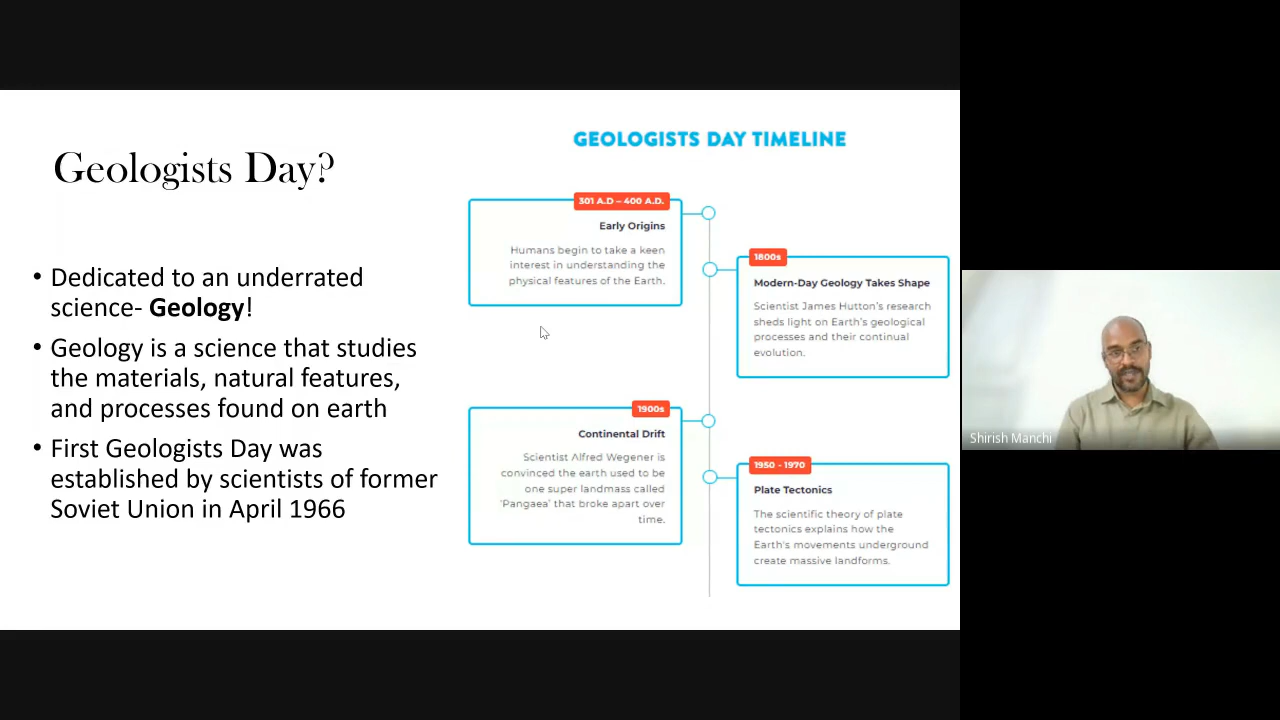 Geologists Day?
• Dedicated to an underrated
science- Geology!
• Geology is a science that studies
the materials, natural features,
and processes found on earth
• First Geologists Day was
established by scientists of former
Soviet Union in April 1966
GEOLOGISTS DAY TIMELINE
301 A.D – 400 A.D.
Early Origins
Humans begin to take a keen
interest in understanding the
physical features of the Earth.
1800s
Modern-Day Geology Takes Shape
Scientist James Hutton's research
sheds light on Earth's geological
processes and their continual
evolution.
1900s
Continental Drift
Scientist Alfred Wegener is
convinced the earth used to be
one super landmass called
'Pangaea' that broke apart over
time.
1950 - 1970
Plate Tectonics
The scientific theory of plate
tectonics explains how the
Earth's movements underground
create massive landforms.
Shirish Manchi